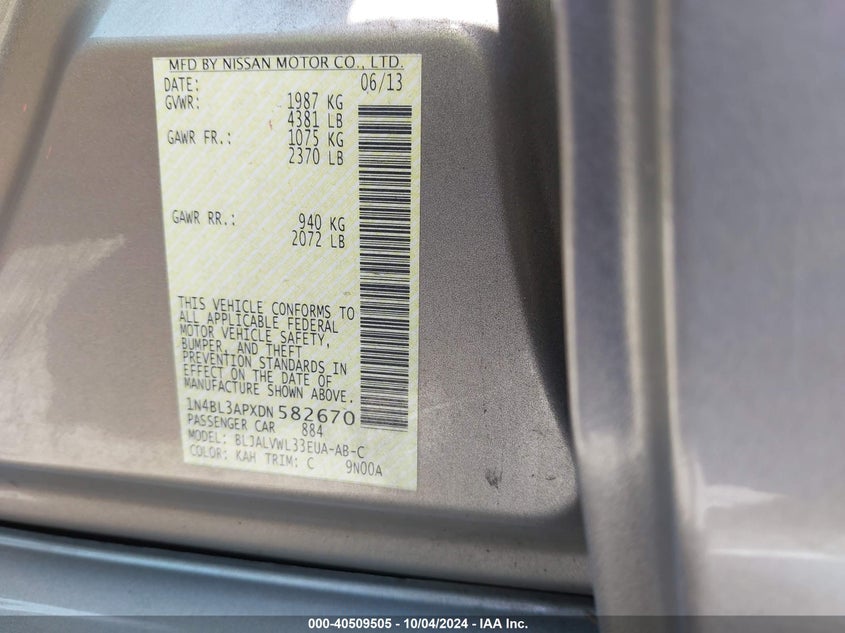 MFD BY NISSAN MOTOR CO., LTD.
DATE: 06/13
GVWR: 1987 KG
4381 LB
GAWR FR.: 1075 KG
2370 LB
GAWR RR.: 940 KG
2072 LB
THIS VEHICLE CONFORMS TO
ALL APPLICABLE FEDERAL
MOTOR VEHICLE SAFETY,
BUMPER, AND THEFT
PREVENTION STANDARDS IN
EFFECT ON THE DATE OF
MANUFACTURE SHOWN ABOVE.
1N4BL3APXDN582670
PASSENGER CAR 884
MODEL: BLJALVWL33EUA-AB-C
COLOR: KAH TRIM: C 9N00A
000-40509505 - 10/04/2024 - IAA Inc.